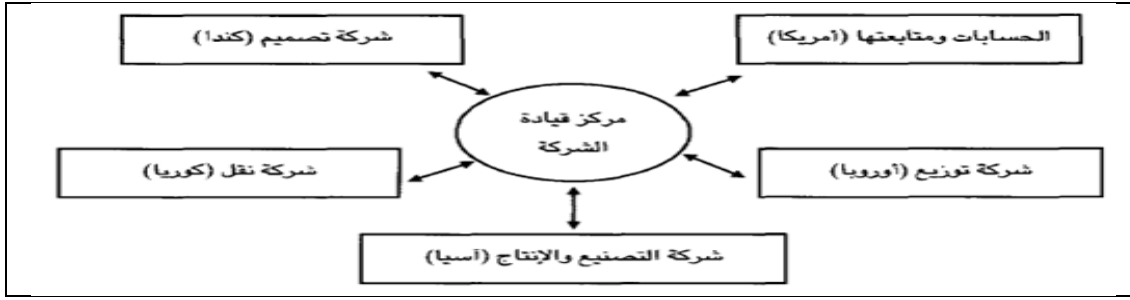 الحسابات ومتابعتها (أمريكا)
شركة تصميم (كندا)
مركز قيادة
الشركة
شركة توزيع (أوروبا)
شركة نقل (كوريا)
شركة التصنيع والإنتاج (آسيا)